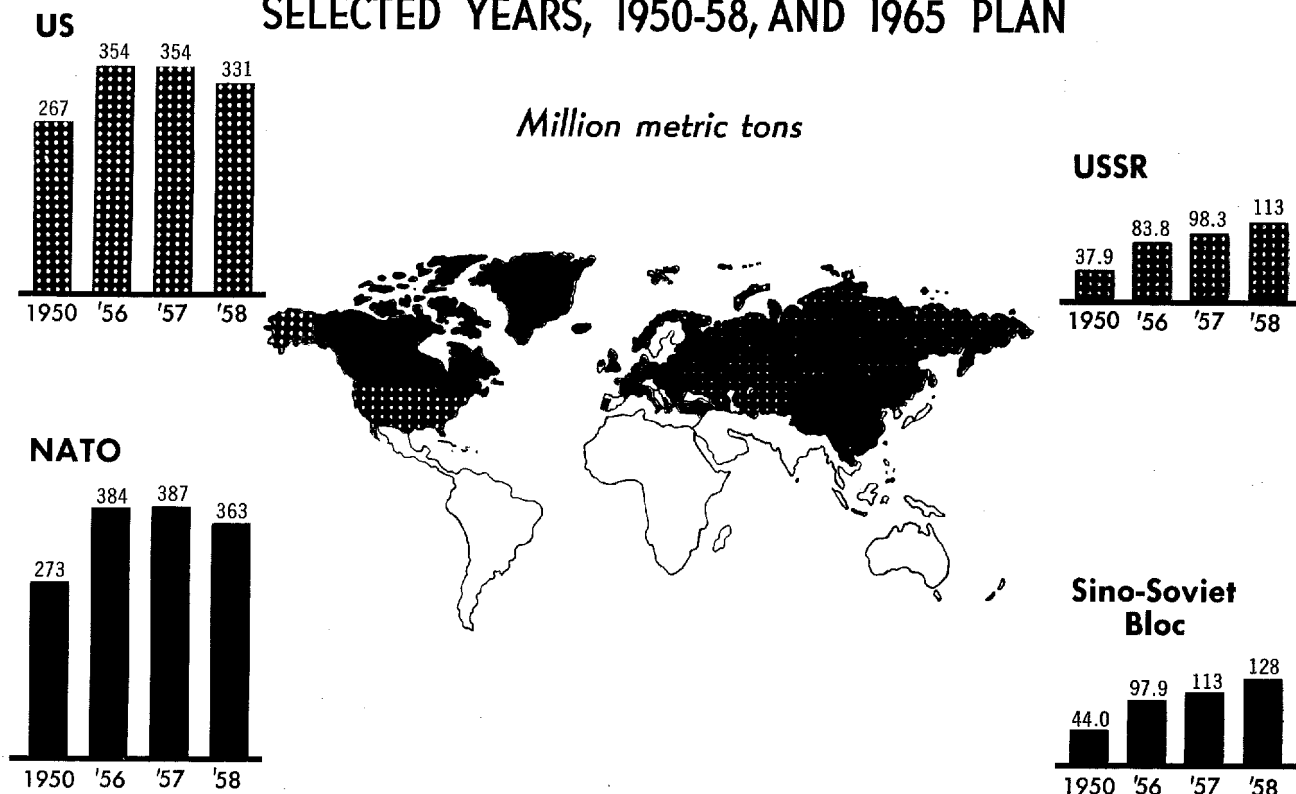 SELECTED YEARS, 1950-58, AND 1965 PLAN
Million metric tons
US
267
354
354
331
1950 '56 '57 '58
USSR
37.9
83.8
98.3
113
1950 '56 '57 '58
NATO
273
384
387
363
1950 '56 '57 '58
Sino-Soviet
Bloc
44.0
97.9
113
128
1950 '56 '57 '58